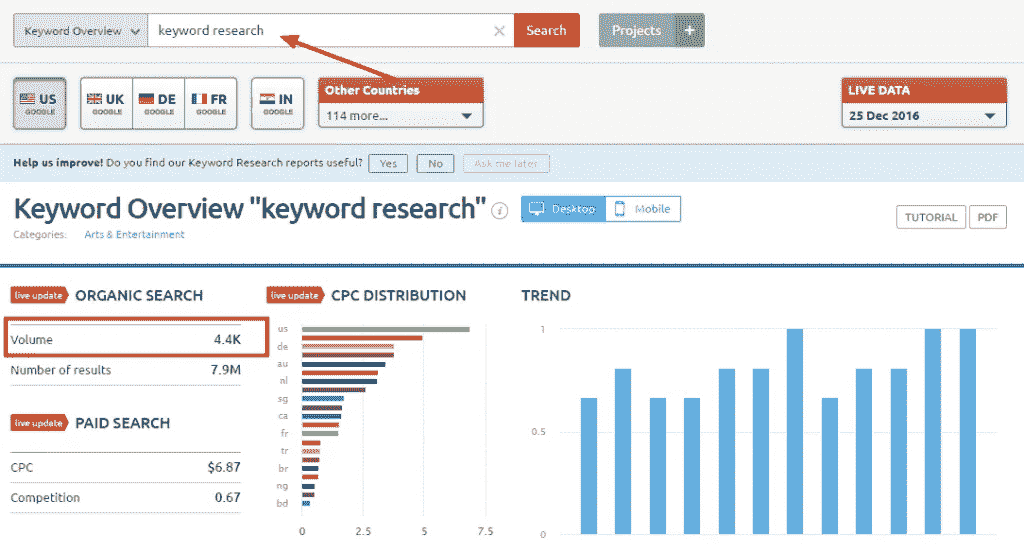 Keyword Overview keyword research Search Projects +
US UK DE FR IN Other Countries LIVE DATA
GOOGLE GOOGLE GOOGLE GOOGLE GOOGLE 114 more... 25 Dec 2016
Help us improve! Do you find our Keyword Research reports useful? Yes No Ask me later
Keyword Overview "keyword research" i Desktop Mobile TUTORIAL PDF
Categories: Arts & Entertainment
live update ORGANIC SEARCH
Volume 4.4K
Number of results 7.9M
live update PAID SEARCH
CPC $6.87
Competition 0.67
live update CPC DISTRIBUTION
us
de
au
nl
sg
ca
fr
tr
br
ng
bd
0 2.5 5 7.5
TREND
1
0.5
0